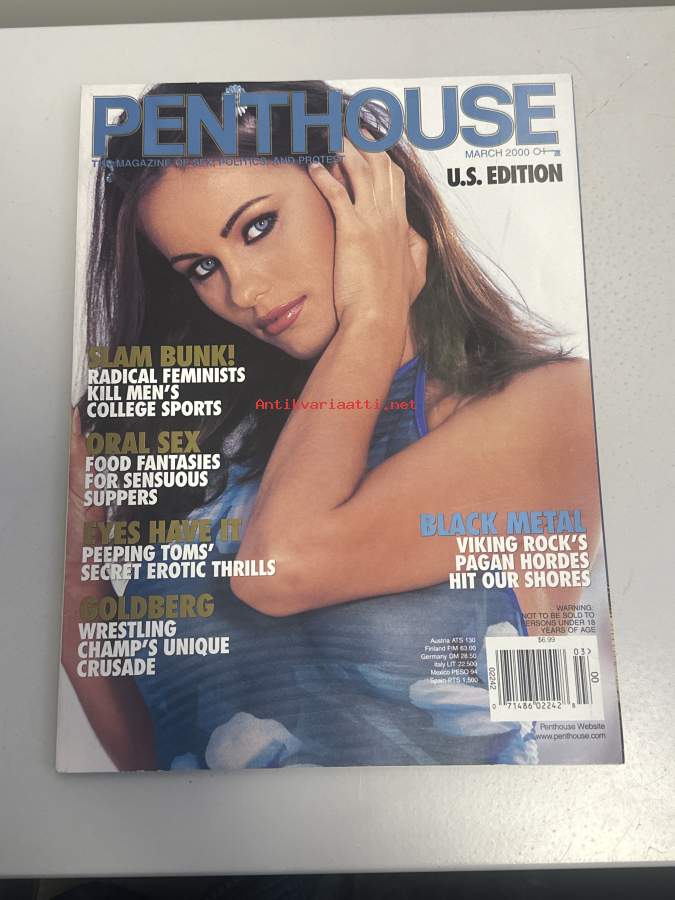 PENTHOUSE
THE MAGAZINE OF SEX, POLITICS, AND PROTEST
MARCH 2000
U.S. EDITION
SLAM BUNK!
RADICAL FEMINISTS
KILL MEN'S
COLLEGE SPORTS
Antikvariaatti.net
ORAL SEX
FOOD FANTASIES
FOR SENSUOUS
SUPPERS
EYES HAVE IT
PEEPING TOMS'
SECRET EROTIC THRILLS
GOLDBERG
WRESTLING
CHAMP'S UNIQUE
CRUSADE
BLACK METAL
VIKING ROCK'S
PAGAN HORDES
HIT OUR SHORES
WARNING:
NOT TO BE SOLD TO
PERSONS UNDER 18
YEARS OF AGE
$6.99
Austria ATS 130
Finland FIM 63.00
Germany DM 28.50
Italy LIT 22,500
Mexico PESO 94
Spain PTS 1,500
03>
02242
00
0 71486 02242 8
Penthouse Website
www.penthouse.com